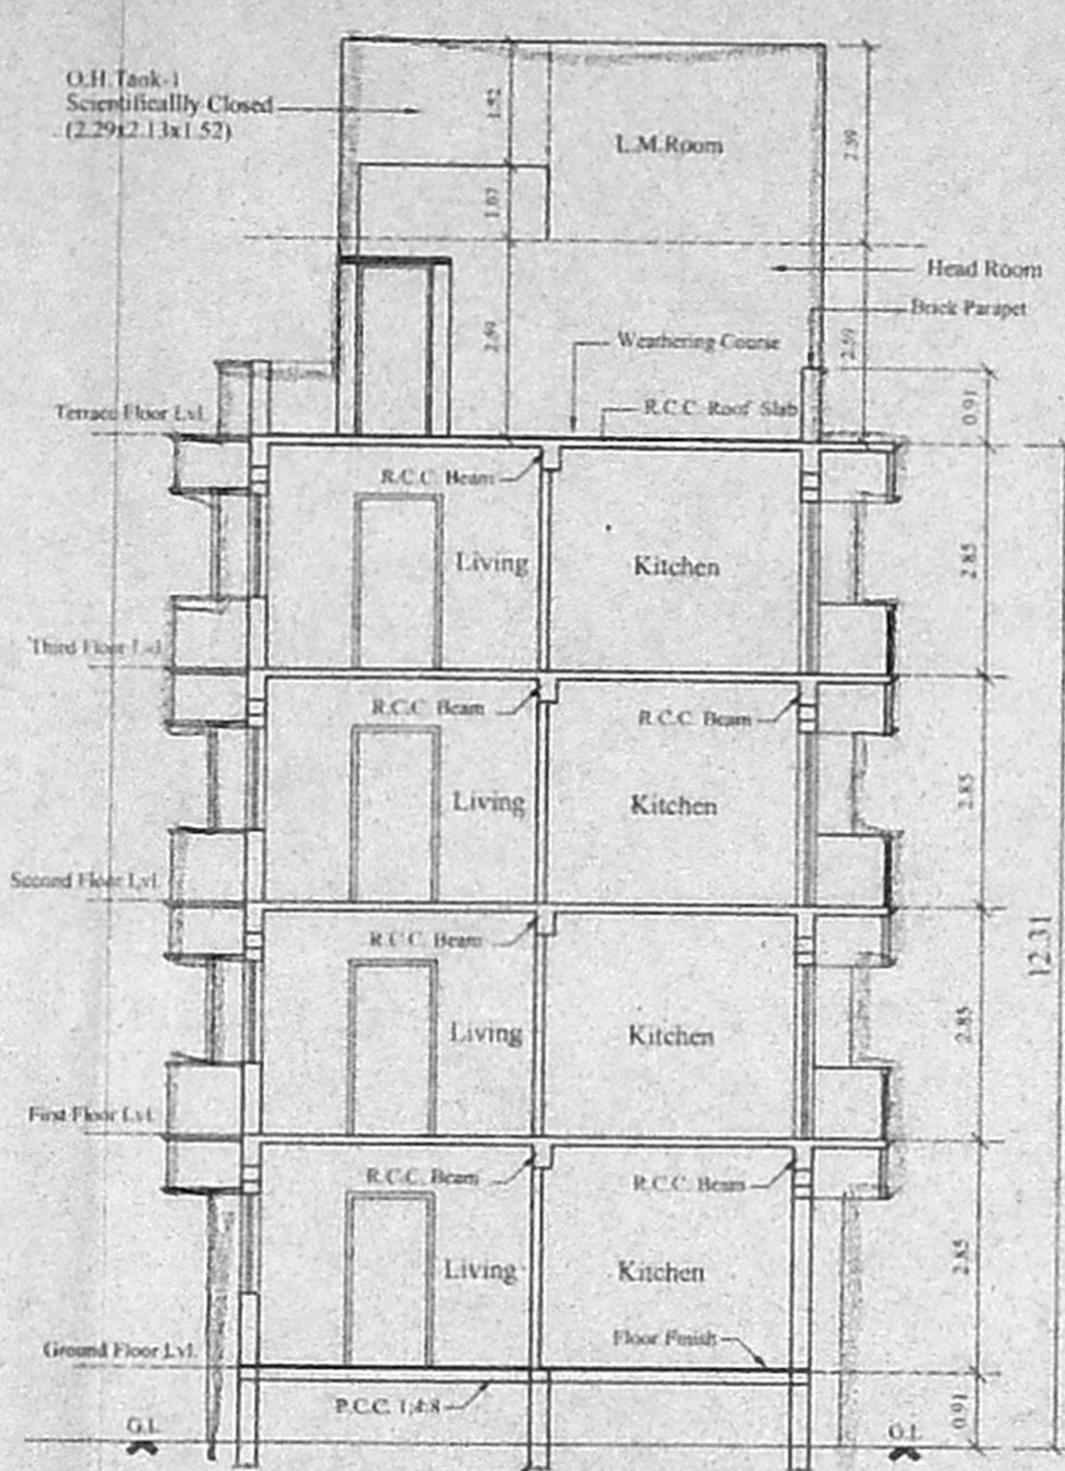 O.H.Tank-1
Scientificallly Closed
(2.29x2.13x1.52)
1.52
L.M.Room
2.59
1.07
Head Room
Brick Parapet
2.59
Weathering Course
2.59
Terrace Floor Lvl.
R.C.C. Roof Slab
0.91
R.C.C. Beam
Living
Kitchen
2.85
Third Floor Lvl.
R.C.C. Beam
R.C.C. Beam
Living
Kitchen
2.85
Second Floor Lvl.
R.C.C. Beam
12.31
Living
Kitchen
2.85
First Floor Lvl.
R.C.C. Beam
R.C.C. Beam
Living
Kitchen
2.85
Floor Finish
Ground Floor Lvl.
P.C.C. 1:4:8
0.91
G.L
G.L